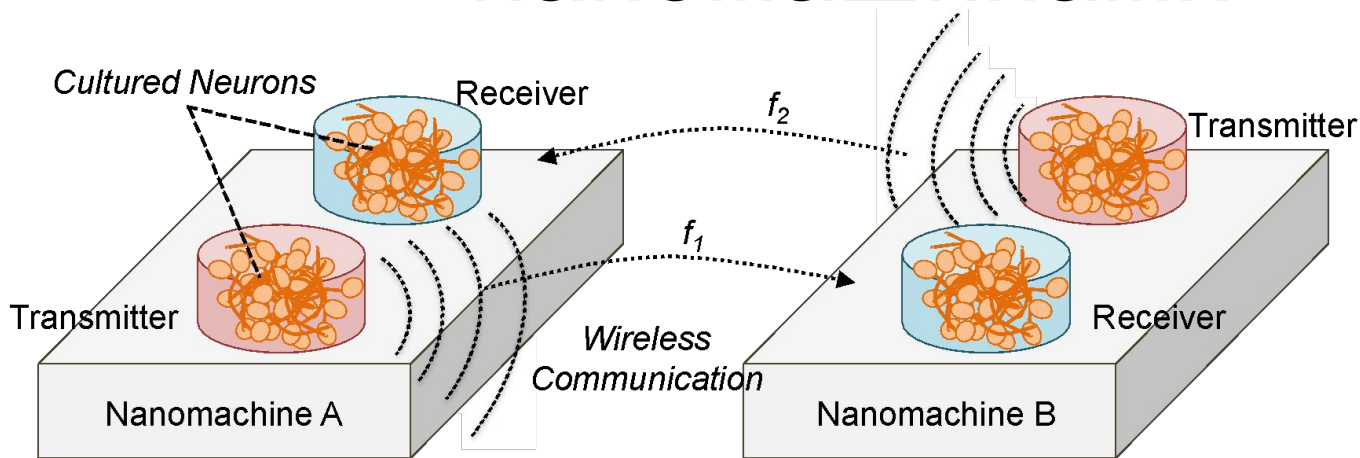 Cultured Neurons
Receiver
f2
Transmitter
f1
Transmitter
Receiver
Wireless
Communication
Nanomachine A
Nanomachine B